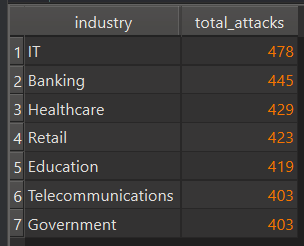 industry total_attacks
1 IT 478
2 Banking 445
3 Healthcare 429
4 Retail 423
5 Education 419
6 Telecommunications 403
7 Government 403